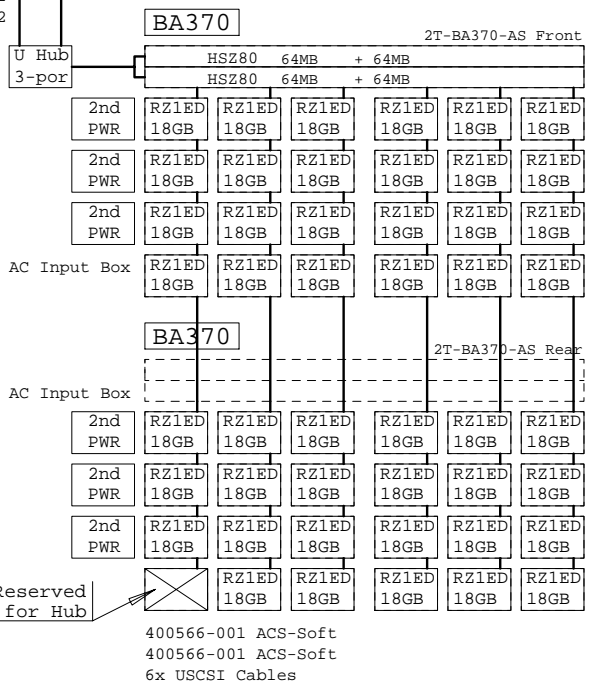 2
BA370
2T-BA370-AS Front
U Hub
3-por
HSZ80 64MB + 64MB
HSZ80 64MB + 64MB
2nd PWR
RZ1ED 18GB RZ1ED 18GB RZ1ED 18GB RZ1ED 18GB RZ1ED 18GB RZ1ED 18GB
2nd PWR
RZ1ED 18GB RZ1ED 18GB RZ1ED 18GB RZ1ED 18GB RZ1ED 18GB RZ1ED 18GB
2nd PWR
RZ1ED 18GB RZ1ED 18GB RZ1ED 18GB RZ1ED 18GB RZ1ED 18GB RZ1ED 18GB
AC Input Box
RZ1ED 18GB RZ1ED 18GB RZ1ED 18GB RZ1ED 18GB RZ1ED 18GB RZ1ED 18GB
BA370
2T-BA370-AS Rear
AC Input Box
2nd PWR
RZ1ED 18GB RZ1ED 18GB RZ1ED 18GB RZ1ED 18GB RZ1ED 18GB RZ1ED 18GB
2nd PWR
RZ1ED 18GB RZ1ED 18GB RZ1ED 18GB RZ1ED 18GB RZ1ED 18GB RZ1ED 18GB
2nd PWR
RZ1ED 18GB RZ1ED 18GB RZ1ED 18GB RZ1ED 18GB RZ1ED 18GB RZ1ED 18GB
Reserved
for Hub
RZ1ED 18GB RZ1ED 18GB RZ1ED 18GB RZ1ED 18GB RZ1ED 18GB
400566-001 ACS-Soft
400566-001 ACS-Soft
6x USCSI Cables